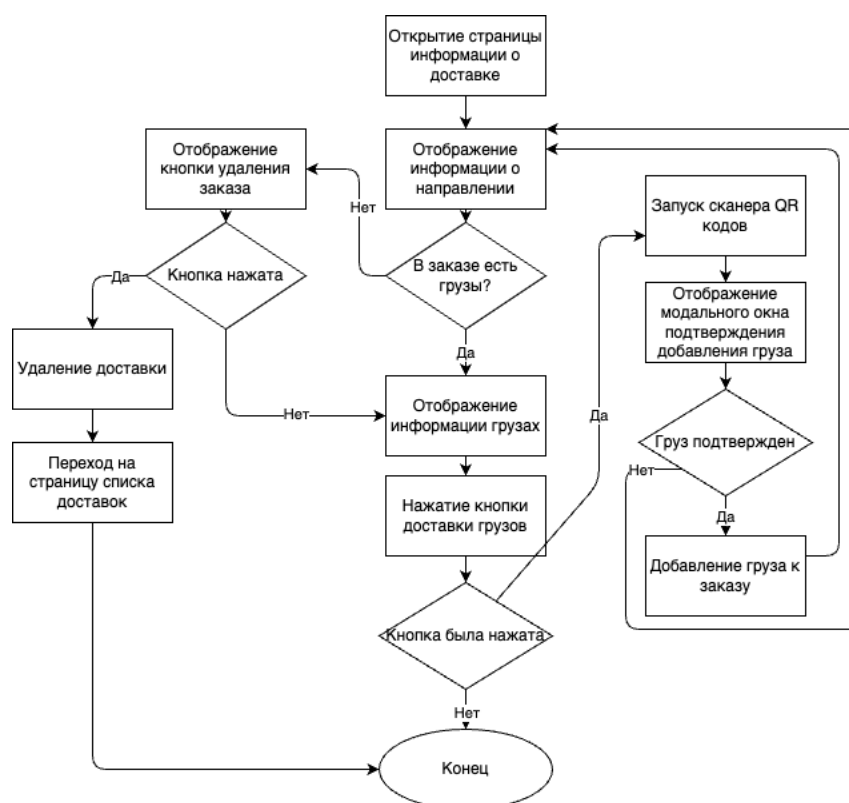 Открытие страницы
информации о
доставке
Отображение
кнопки удаления
заказа
Отображение
информации о
направлении
Запуск сканера QR
кодов
Нет
Кнопка нажата
В заказе есть
грузы?
Да
Отображение
модального окна
подтверждения
добавления груза
Удаление доставки
Да
Нет
Отображение
информации грузах
Да
Груз подтвержден
Переход на
страницу списка
доставок
Нажатие кнопки
доставки грузов
Нет
Да
Добавление груза к
заказу
Кнопка была нажата
Нет
Конец